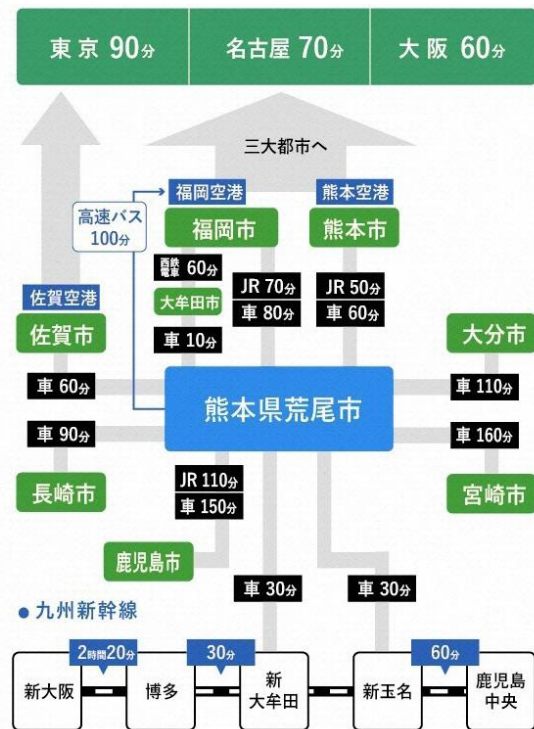 東京 90分
名古屋 70分
大阪 60分
三大都市へ
福岡空港
熊本空港
高速バス
100分
福岡市
熊本市
西鉄
電車 60分
JR 70分
車 80分
JR 50分
車 60分
佐賀空港
大牟田市
佐賀市
大分市
車 10分
車 60分
熊本県荒尾市
車 110分
車 90分
車 160分
長崎市
宮崎市
JR 110分
車 150分
鹿児島市
車 30分
車 30分
● 九州新幹線
2時間20分
30分
60分
新大阪
博多
新
大牟田
新玉名
鹿児島
中央